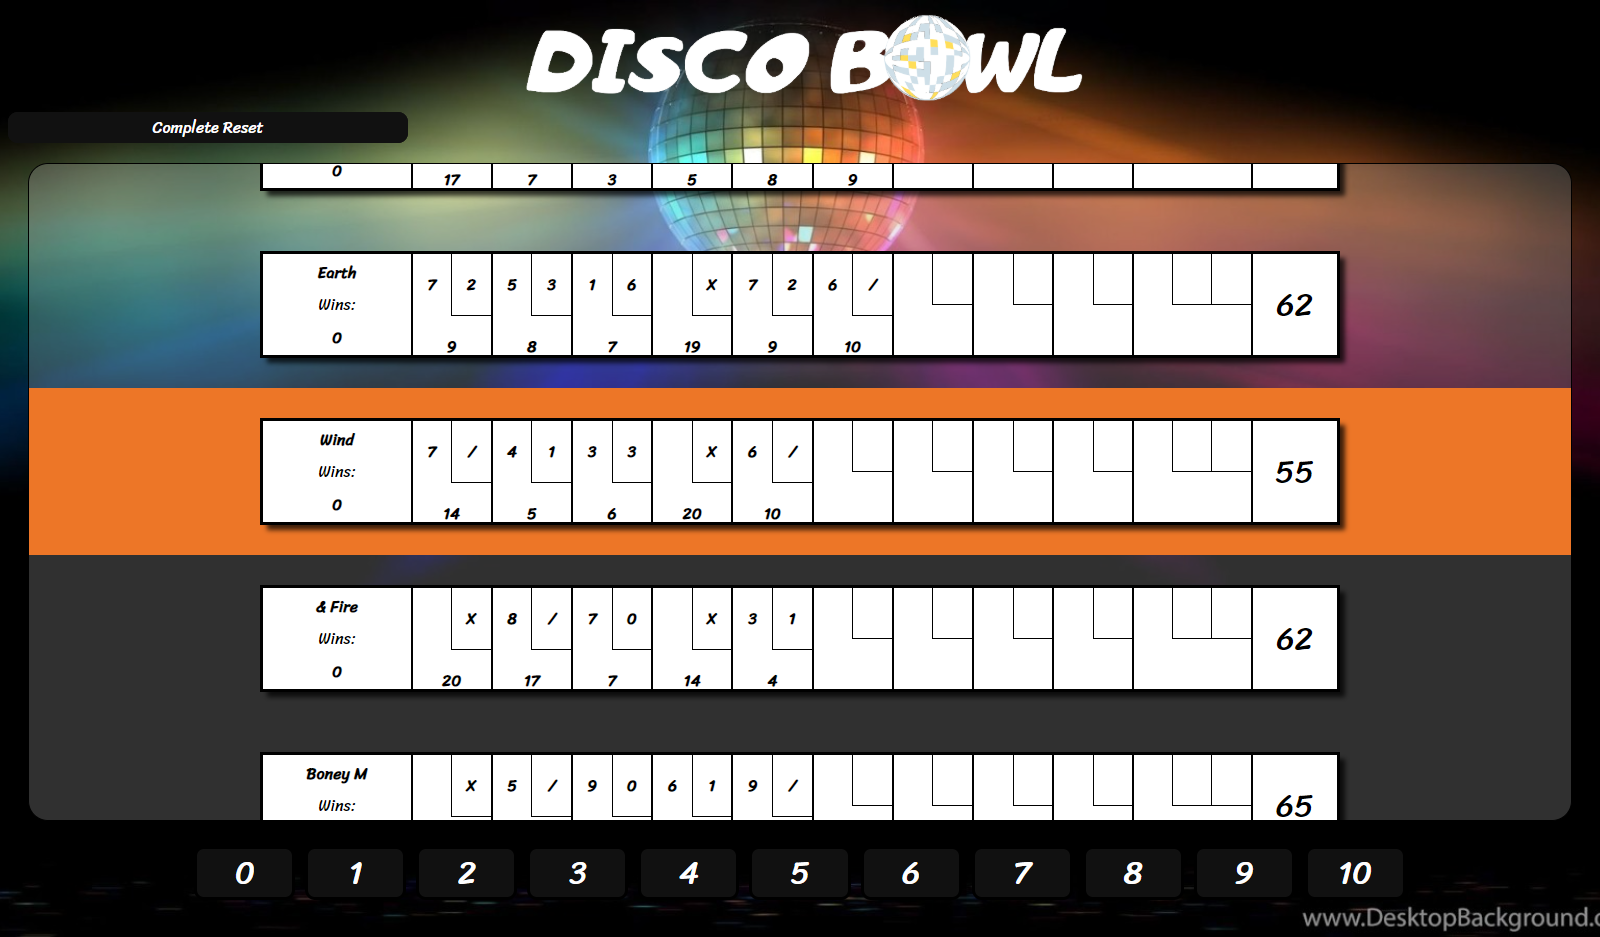 DISCO BOWL
Complete Reset
0 17 7 3 5 8 9
Earth
Wins:
0
7 2 5 3 1 6 X 7 2 6 /
9 8 7 19 9 10
62
Wind
Wins:
0
7 / 4 1 3 3 X 6 /
14 5 6 20 10
55
& Fire
Wins:
0
X 8 / 7 0 X 3 1
20 17 7 14 4
62
Boney M
Wins:
X 5 / 9 0 6 1 9 /
65
0 1 2 3 4 5 6 7 8 9 10
www.DesktopBackground.o